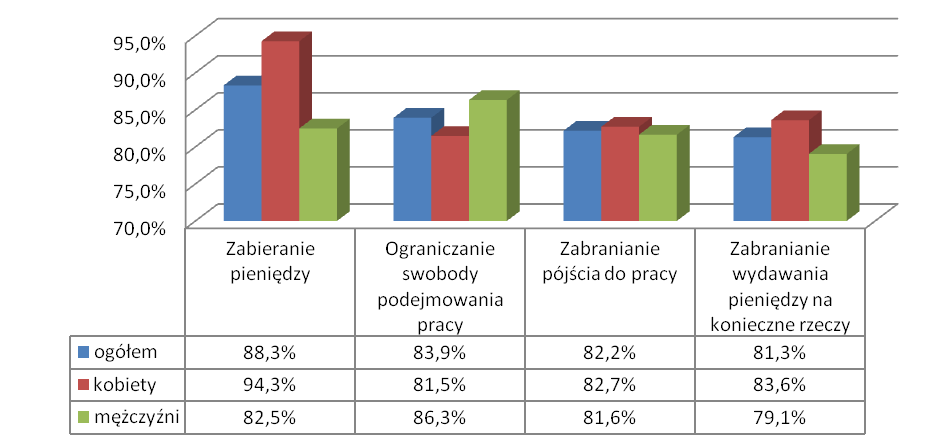 95,0%
90,0%
85,0%
80,0%
75,0%
70,0%
Zabieranie
pieniędzy
Ograniczanie
swobody
podejmowania
pracy
Zabranianie
pójścia do pracy
Zabranianie
wydawania
pieniędzy na
konieczne rzeczy
ogółem 88,3% 83,9% 82,2% 81,3%
kobiety 94,3% 81,5% 82,7% 83,6%
mężczyźni 82,5% 86,3% 81,6% 79,1%